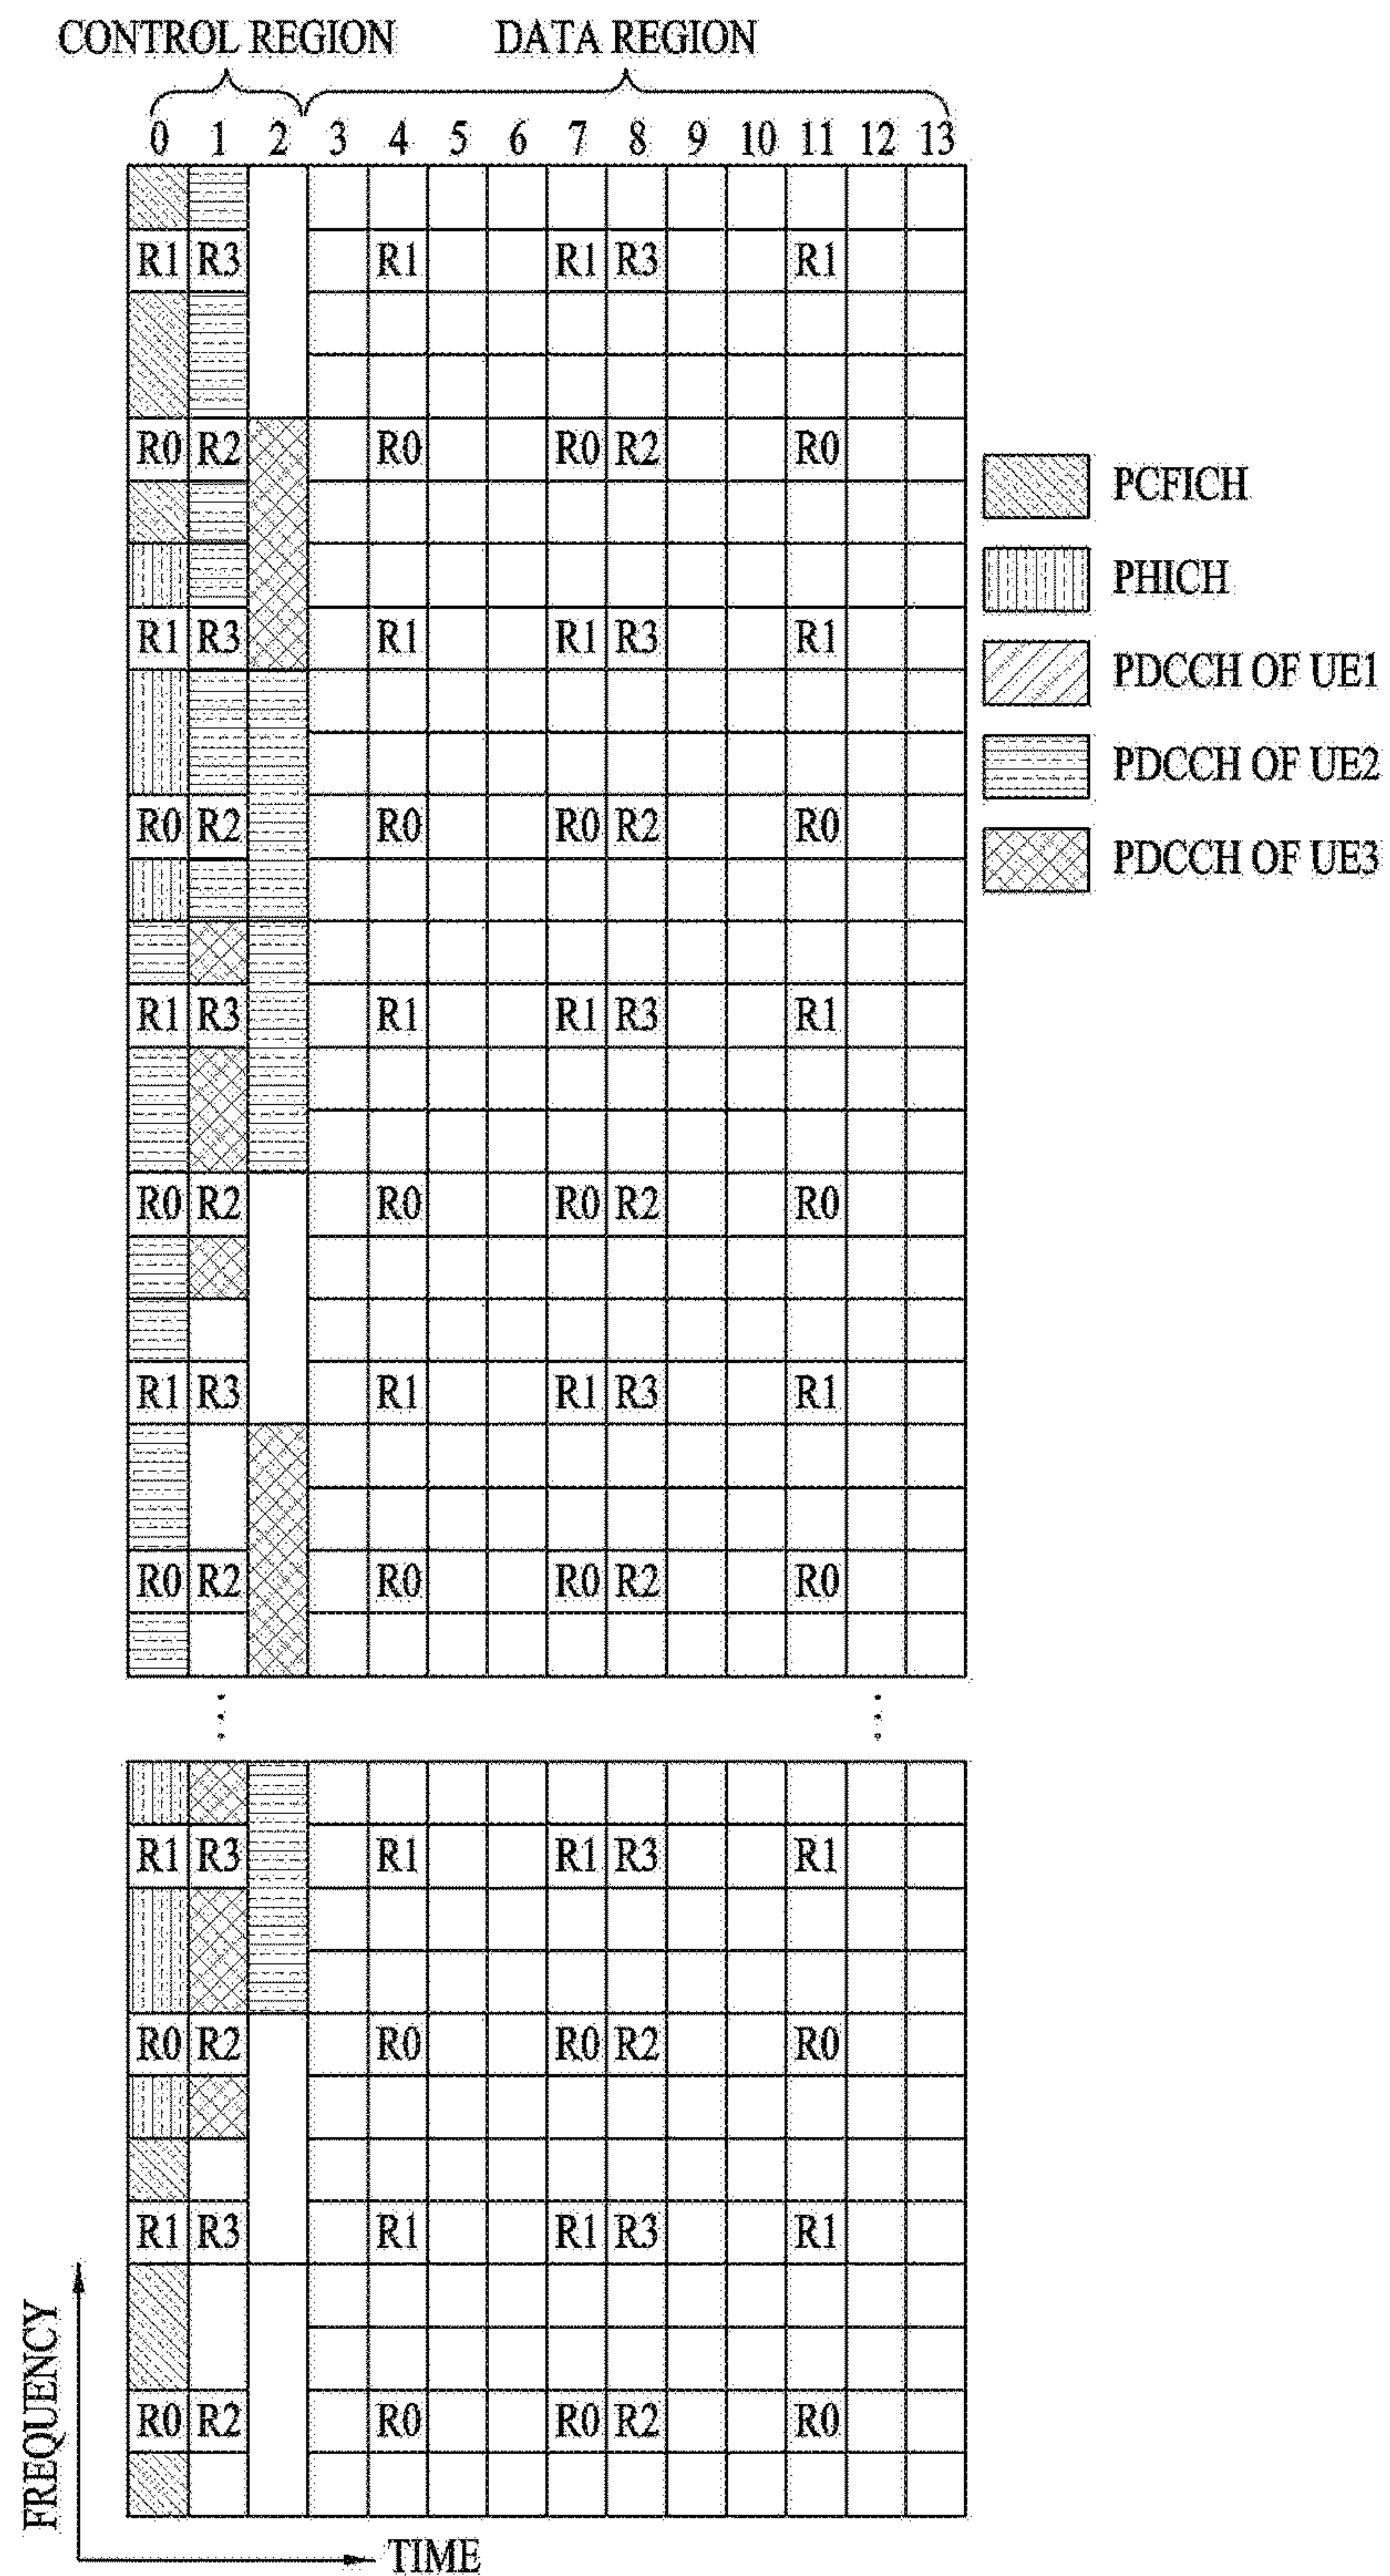 CONTROL REGION DATA REGION
0 1 2 3 4 5 6 7 8 9 10 11 12 13
R1 R3 R1 R1 R3 R1
R0 R2 R0 R0 R2 R0
PCFICH
PHICH
R1 R3 R1 R1 R3 R1
PDCCH OF UE1
PDCCH OF UE2
R0 R2 R0 R0 R2 R0
PDCCH OF UE3
R1 R3 R1 R1 R3 R1
R0 R2 R0 R0 R2 R0
R1 R3 R1 R1 R3 R1
R0 R2 R0 R0 R2 R0
R1 R3 R1 R1 R3 R1
R0 R2 R0 R0 R2 R0
R1 R3 R1 R1 R3 R1
R0 R2 R0 R0 R2 R0
FREQUENCY
TIME